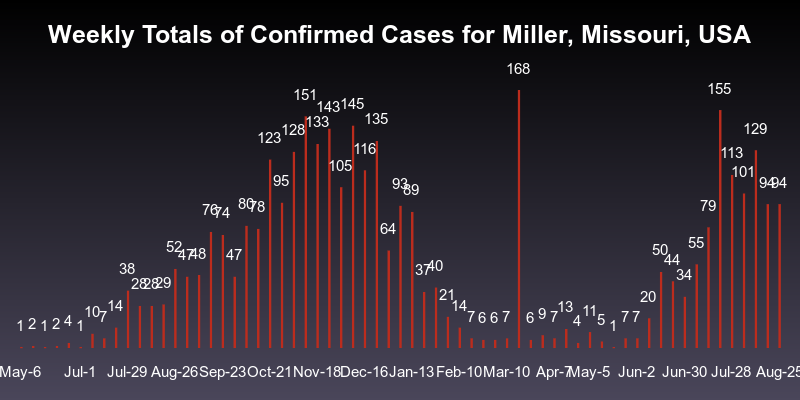 Weekly Totals of Confirmed Cases for Miller, Missouri, USA
1 2 1 2 4 1 10 7 14 38 28 28 29 52 47 48 76 74 47 80 78 123 95 128 151 133 143 105 145 116 135 64 93 89 37 40 21 14 7 6 6 7 168 6 9 7 13 4 11 5 1 7 7 20 50 44 34 55 79 155 113 101 129 94 94
May-6 Jul-1 Jul-29 Aug-26 Sep-23 Oct-21 Nov-18 Dec-16 Jan-13 Feb-10 Mar-10 Apr-7 May-5 Jun-2 Jun-30 Jul-28 Aug-25